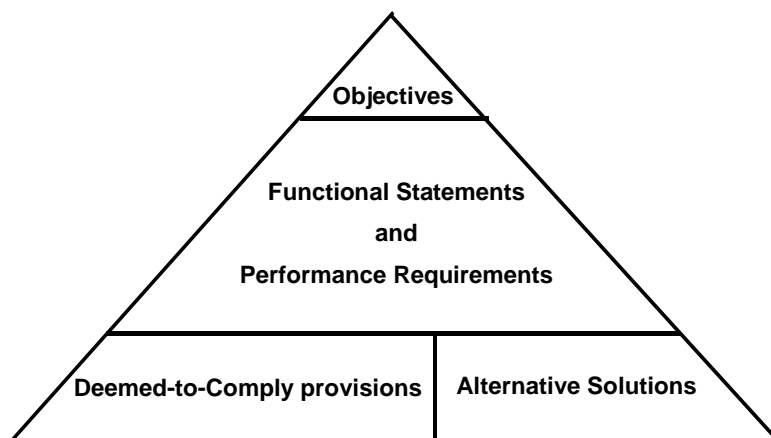 Objectives
Functional Statements
and
Performance Requirements
Deemed-to-Comply provisions
Alternative Solutions